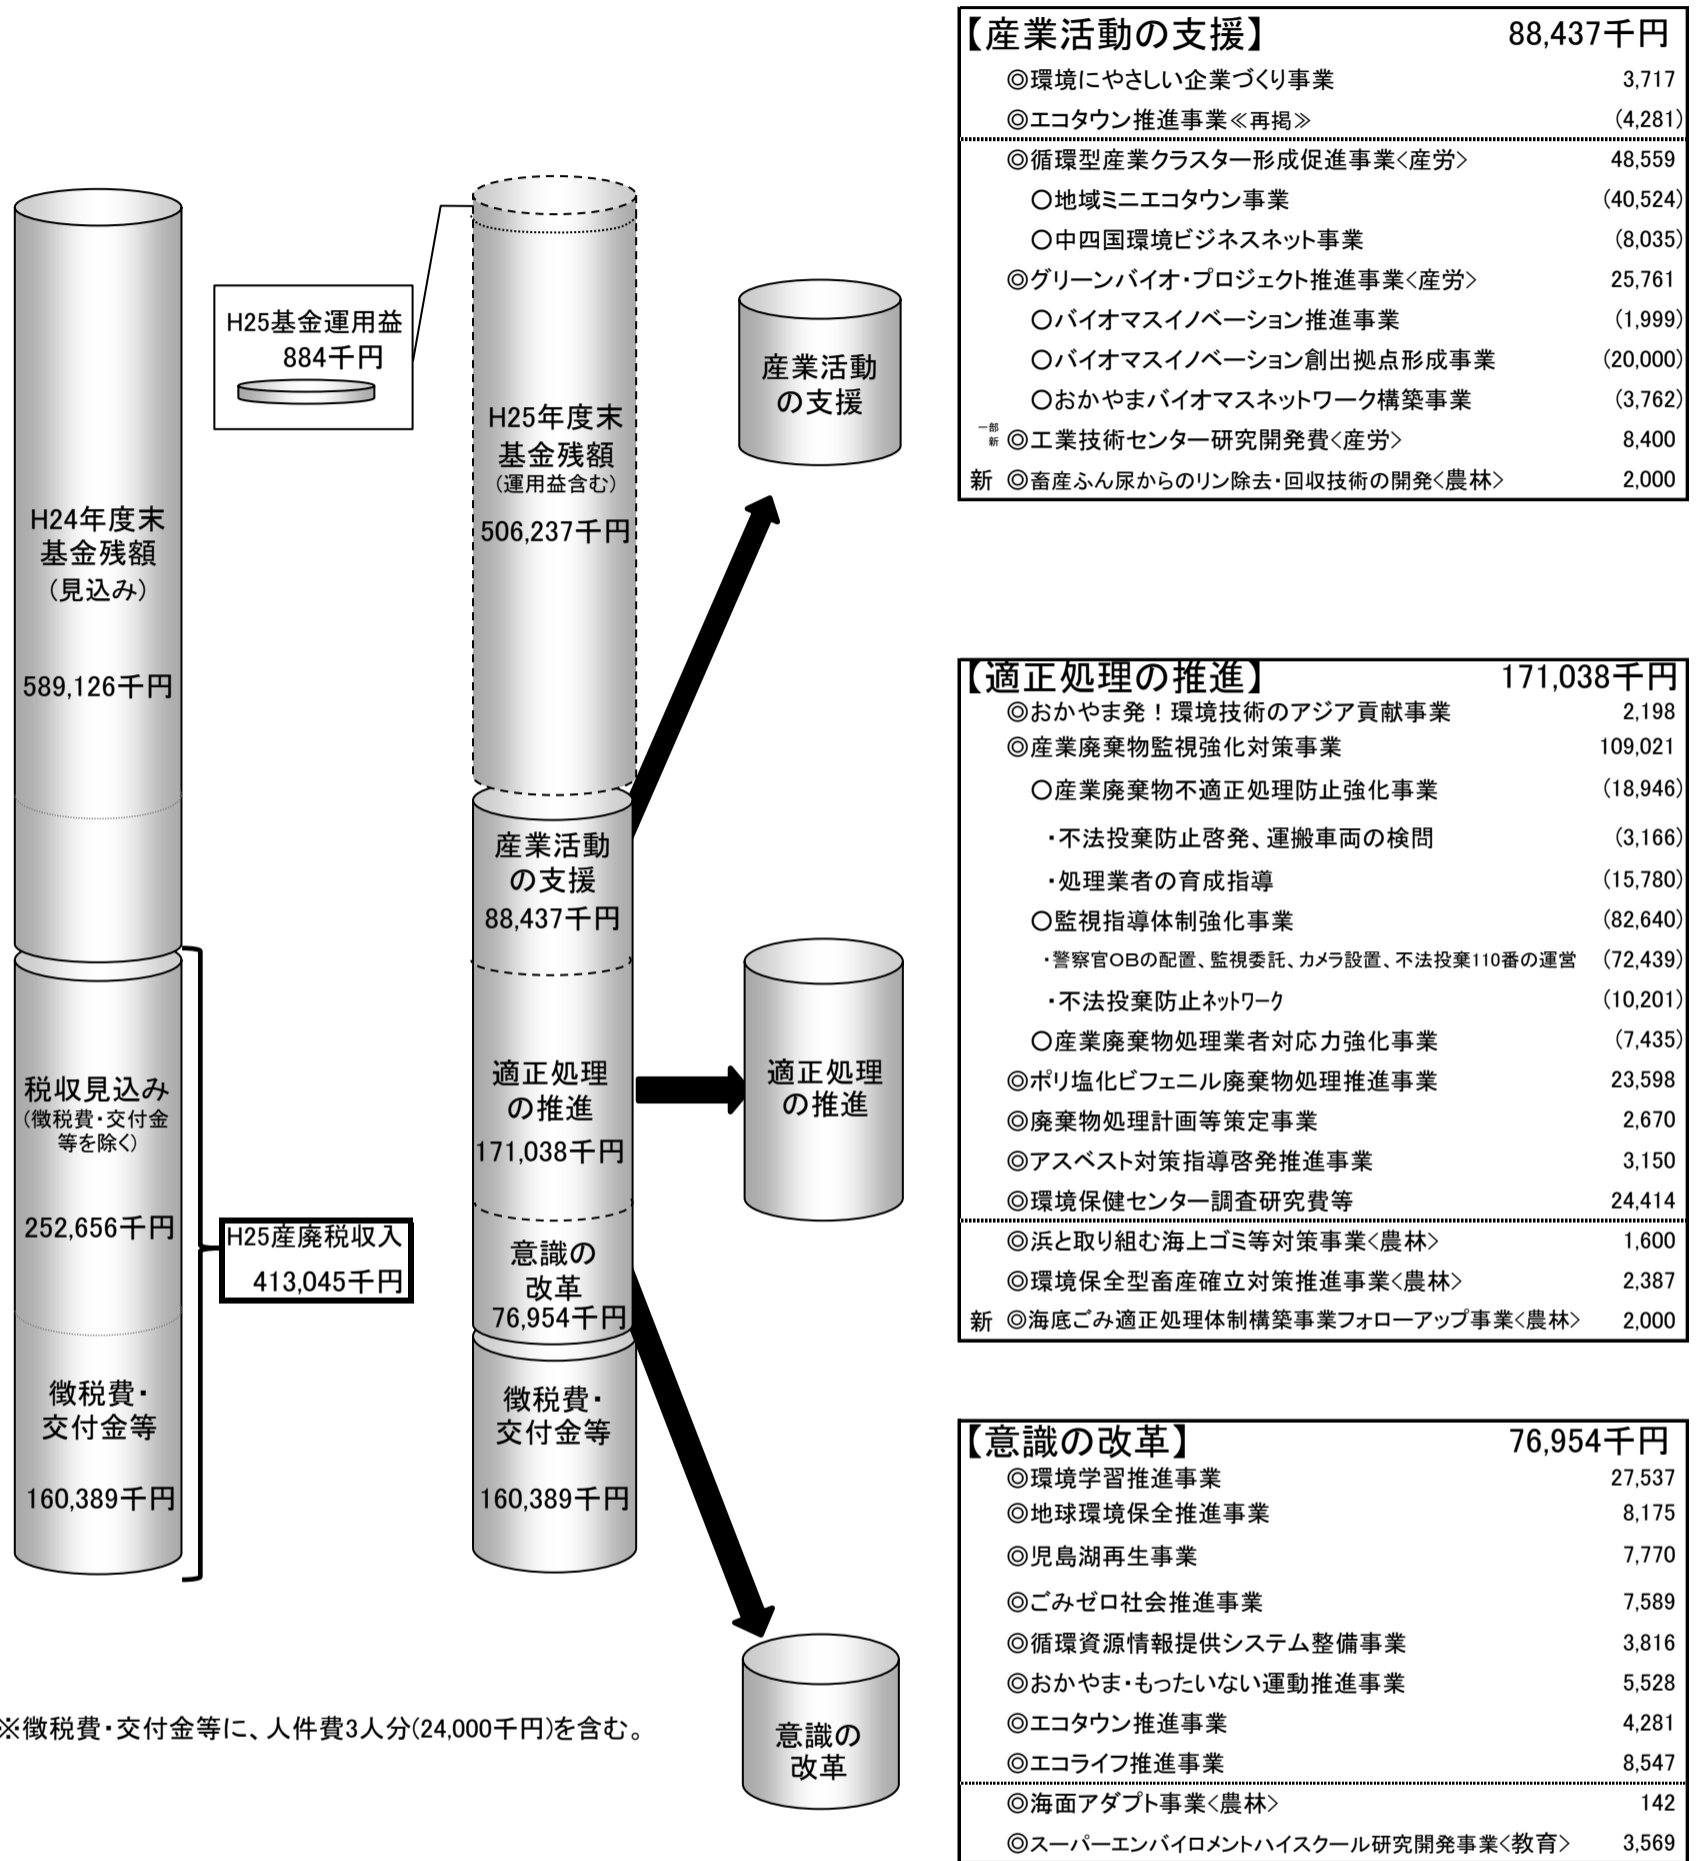 H24年度末
基金残額
(見込み)
589,126千円
税収見込み
(徴税費・交付金
等を除く)
252,656千円
徴税費・
交付金等
160,389千円
H25産廃税収入
413,045千円
H25基金運用益
884千円
H25年度末
基金残額
(運用益含む)
506,237千円
産業活動
の支援
88,437千円
適正処理
の推進
171,038千円
意識の
改革
76,954千円
徴税費・
交付金等
160,389千円
※徴税費・交付金等に、人件費3人分(24,000千円)を含む。
産業活動
の支援
適正処理
の推進
意識の
改革
【産業活動の支援】 88,437千円
◎環境にやさしい企業づくり事業 3,717
◎エコタウン推進事業≪再掲≫ (4,281)
◎循環型産業クラスター形成促進事業<産労> 48,559
○地域ミニエコタウン事業 (40,524)
○中四国環境ビジネスネット事業 (8,035)
◎グリーンバイオ・プロジェクト推進事業<産労> 25,761
○バイオマスイノベーション推進事業 (1,999)
○バイオマスイノベーション創出拠点形成事業 (20,000)
○おかやまバイオマスネットワーク構築事業 (3,762)
一部新 ◎工業技術センター研究開発費<産労> 8,400
新 ◎畜産ふん尿からのリン除去・回収技術の開発<農林> 2,000
【適正処理の推進】 171,038千円
◎おかやま発！環境技術のアジア貢献事業 2,198
◎産業廃棄物監視強化対策事業 109,021
○産業廃棄物不適正処理防止強化事業 (18,946)
・不法投棄防止啓発、運搬車両の検問 (3,166)
・処理業者の育成指導 (15,780)
○監視指導体制強化事業 (82,640)
・警察官OBの配置、監視委託、カメラ設置、不法投棄110番の運営 (72,439)
・不法投棄防止ネットワーク (10,201)
○産業廃棄物処理業者対応力強化事業 (7,435)
◎ポリ塩化ビフェニル廃棄物処理推進事業 23,598
◎廃棄物処理計画等策定事業 2,670
◎アスベスト対策指導啓発推進事業 3,150
◎環境保健センター調査研究費等 24,414
◎浜と取り組む海上ゴミ等対策事業<農林> 1,600
◎環境保全型畜産確立対策推進事業<農林> 2,387
新 ◎海底ごみ適正処理体制構築事業フォローアップ事業<農林> 2,000
【意識の改革】 76,954千円
◎環境学習推進事業 27,537
◎地球環境保全推進事業 8,175
◎児島湖再生事業 7,770
◎ごみゼロ社会推進事業 7,589
◎循環資源情報提供システム整備事業 3,816
◎おかやま・もったいない運動推進事業 5,528
◎エコタウン推進事業 4,281
◎エコライフ推進事業 8,547
◎海面アダプト事業<農林> 142
◎スーパーエンバイロメントハイスクール研究開発事業<教育> 3,569